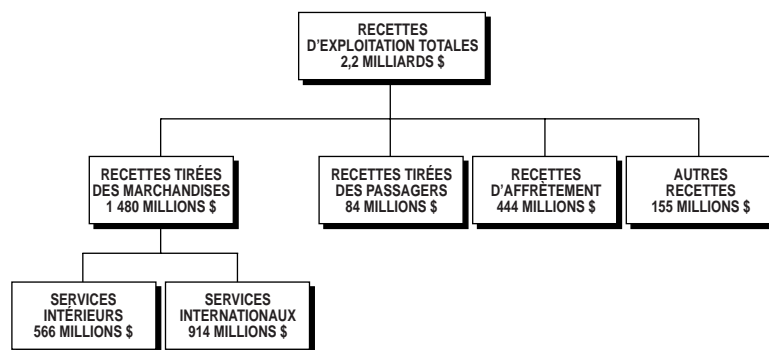 RECETTES
D'EXPLOITATION TOTALES
2,2 MILLIARDS $
RECETTES TIRÉES
DES MARCHANDISES
1 480 MILLIONS $
RECETTES TIRÉES
DES PASSAGERS
84 MILLIONS $
RECETTES
D'AFFRÈTEMENT
444 MILLIONS $
AUTRES
RECETTES
155 MILLIONS $
SERVICES
INTÉRIEURS
566 MILLIONS $
SERVICES
INTERNATIONAUX
914 MILLIONS $